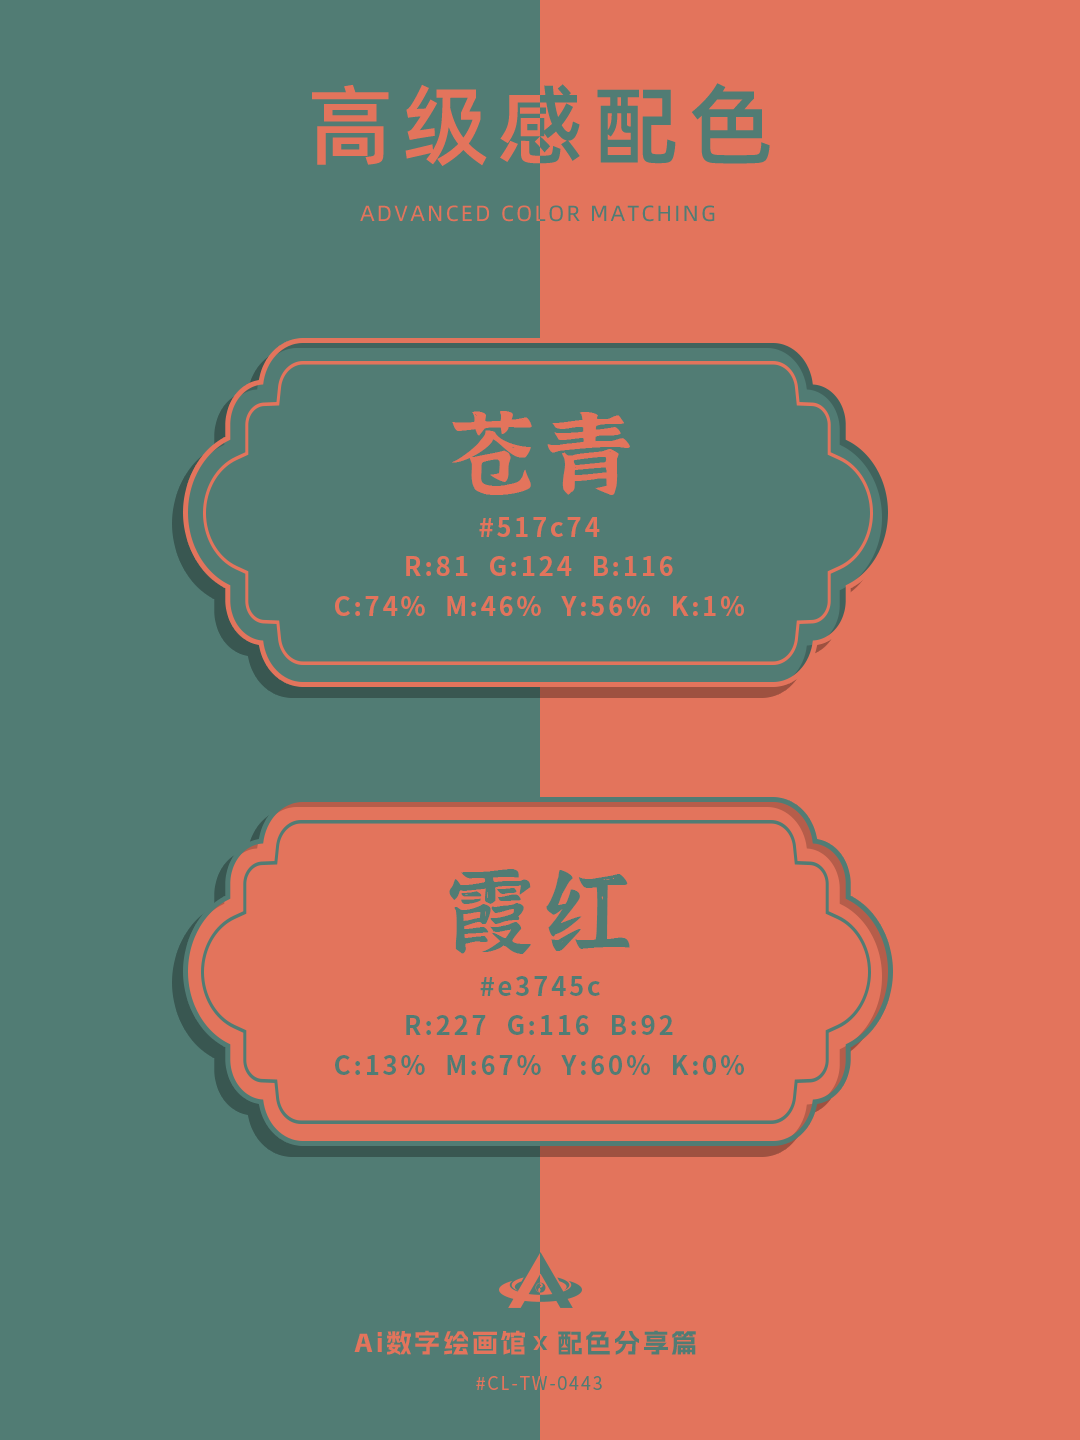 高级感配色
ADVANCED COLOR MATCHING
苍青
#517c74
R:81 G:124 B:116
C:74% M:46% Y:56% K:1%
霞红
#e3745c
R:227 G:116 B:92
C:13% M:67% Y:60% K:0%
Ai数字绘画馆 x 配色分享篇
#CL-TW-0443